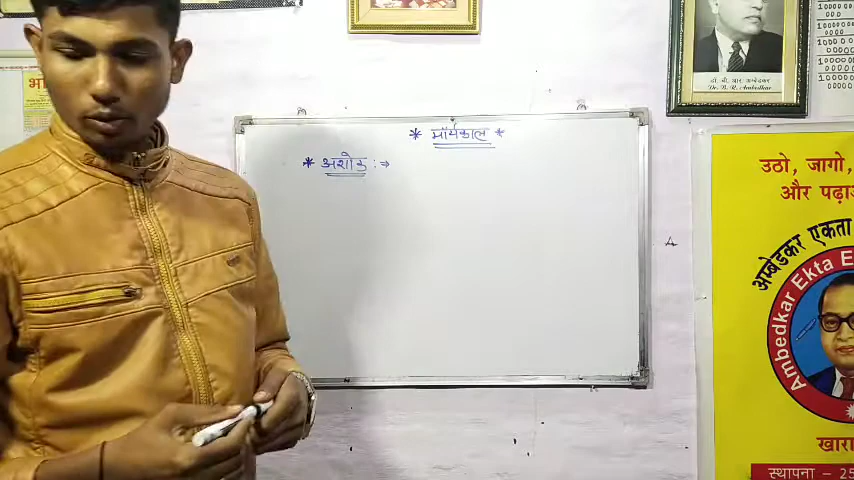 * मौर्यकाल *
* अशोक :⇒
डॉ. बी. आर. अम्बेडकर
Dr. B. R. Ambedkar
उठो, जागो,
और पढ़ा
अम्बेडकर एकता
Ambedkar Ekta E
खारा
स्थापना – 25